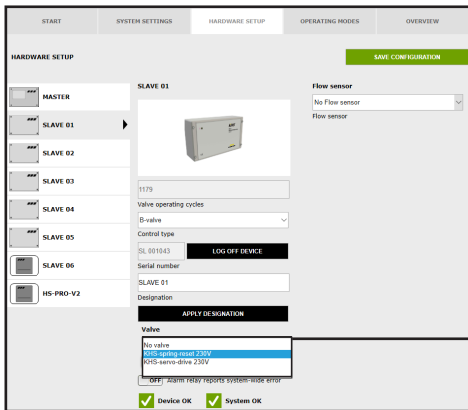 START
SYSTEM SETTINGS
HARDWARE SETUP
OPERATING MODES
OVERVIEW
HARDWARE SETUP
SAVE CONFIGURATION
MASTER
SLAVE 01
SLAVE 02
SLAVE 03
SLAVE 04
SLAVE 05
SLAVE 06
HS-PRO-V2
SLAVE 01
1179
Valve operating cycles
B-valve
Control type
SL 001043
LOG OFF DEVICE
Serial number
SLAVE 01
Designation
APPLY DESIGNATION
Valve
No valve
KHS-spring-reset 230V
KHS-servo-drive 230V
OFF Alarm relay reports system-wide error
Device OK
System OK
Flow sensor
No Flow sensor
Flow sensor